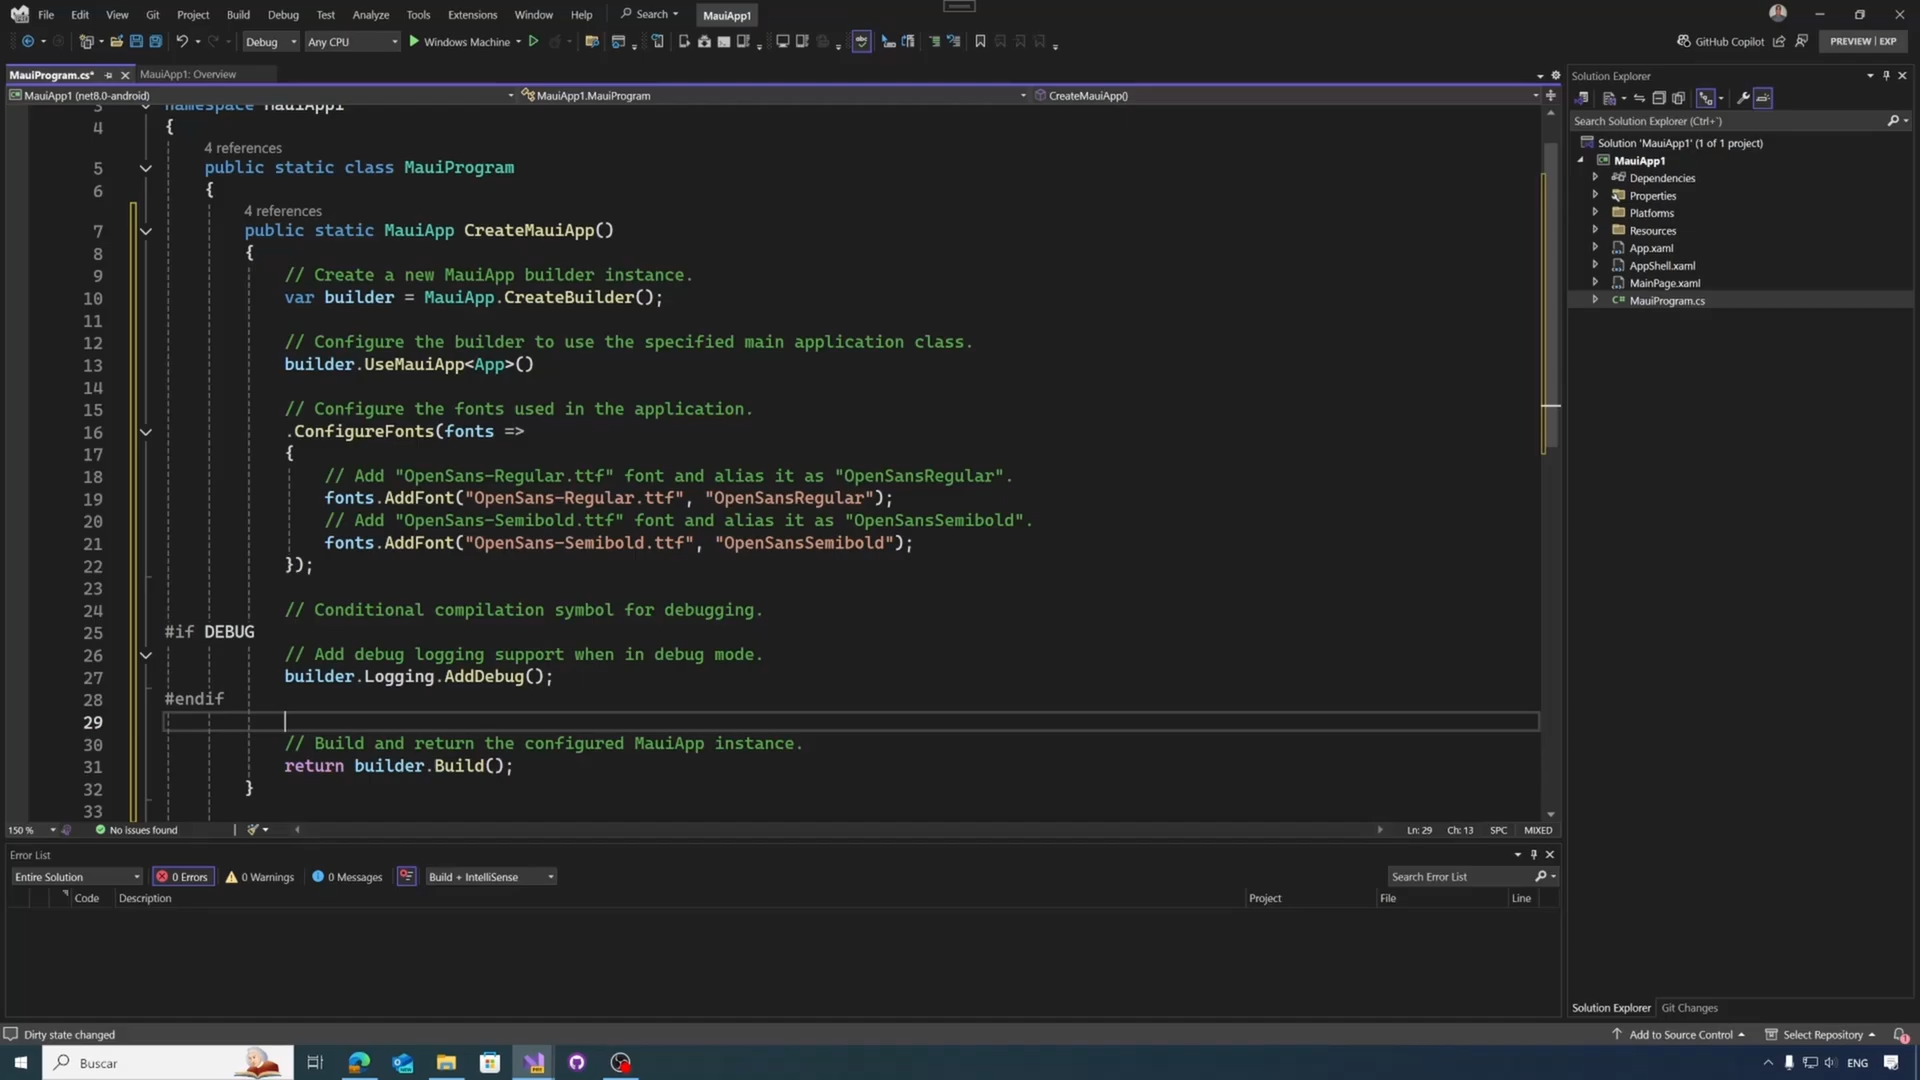 File Edit View Git Project Build Debug Test Analyze Tools Extensions Window Help Search MauiApp1
Debug Any CPU Windows Machine GitHub Copilot PREVIEW | EXP
MauiProgram.cs* MauiApp1: Overview
MauiApp1 (net8.0-android) MauiApp1.MauiProgram CreateMauiApp()
3 namespace MauiApp1
4 {
4 references
5 public static class MauiProgram
6 {
4 references
7 public static MauiApp CreateMauiApp()
8 {
9 // Create a new MauiApp builder instance.
10 var builder = MauiApp.CreateBuilder();
11
12 // Configure the builder to use the specified main application class.
13 builder.UseMauiApp<App>()
14
15 // Configure the fonts used in the application.
16 .ConfigureFonts(fonts =>
17 {
18 // Add "OpenSans-Regular.ttf" font and alias it as "OpenSansRegular".
19 fonts.AddFont("OpenSans-Regular.ttf", "OpenSansRegular");
20 // Add "OpenSans-Semibold.ttf" font and alias it as "OpenSansSemibold".
21 fonts.AddFont("OpenSans-Semibold.ttf", "OpenSansSemibold");
22 });
23
24 // Conditional compilation symbol for debugging.
25 #if DEBUG
26 // Add debug logging support when in debug mode.
27 builder.Logging.AddDebug();
28 #endif
29
30 // Build and return the configured MauiApp instance.
31 return builder.Build();
32 }
33
150 % No issues found Ln: 29 Ch: 13 SPC MIXED
Error List
Entire Solution 0 Errors 0 Warnings 0 Messages Build + IntelliSense Search Error List
Code Description Project File Line
Solution Explorer
Search Solution Explorer (Ctrl+`)
Solution 'MauiApp1' (1 of 1 project)
MauiApp1
Dependencies
Properties
Platforms
Resources
App.xaml
AppShell.xaml
MainPage.xaml
C# MauiProgram.cs
Solution Explorer Git Changes
Dirty state changed Add to Source Control Select Repository 1
Buscar PRE ENG